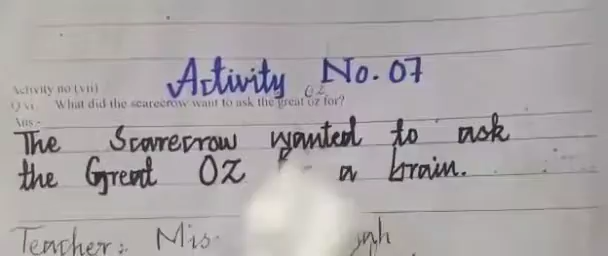 Activity No. 07
Activity no (vii)
OZ
Q vi. What did the scarecrow want to ask the great oz for?
Ans:-
The Scarecrow wanted to ask
the Great OZ a brain.
Teacher: Mis.